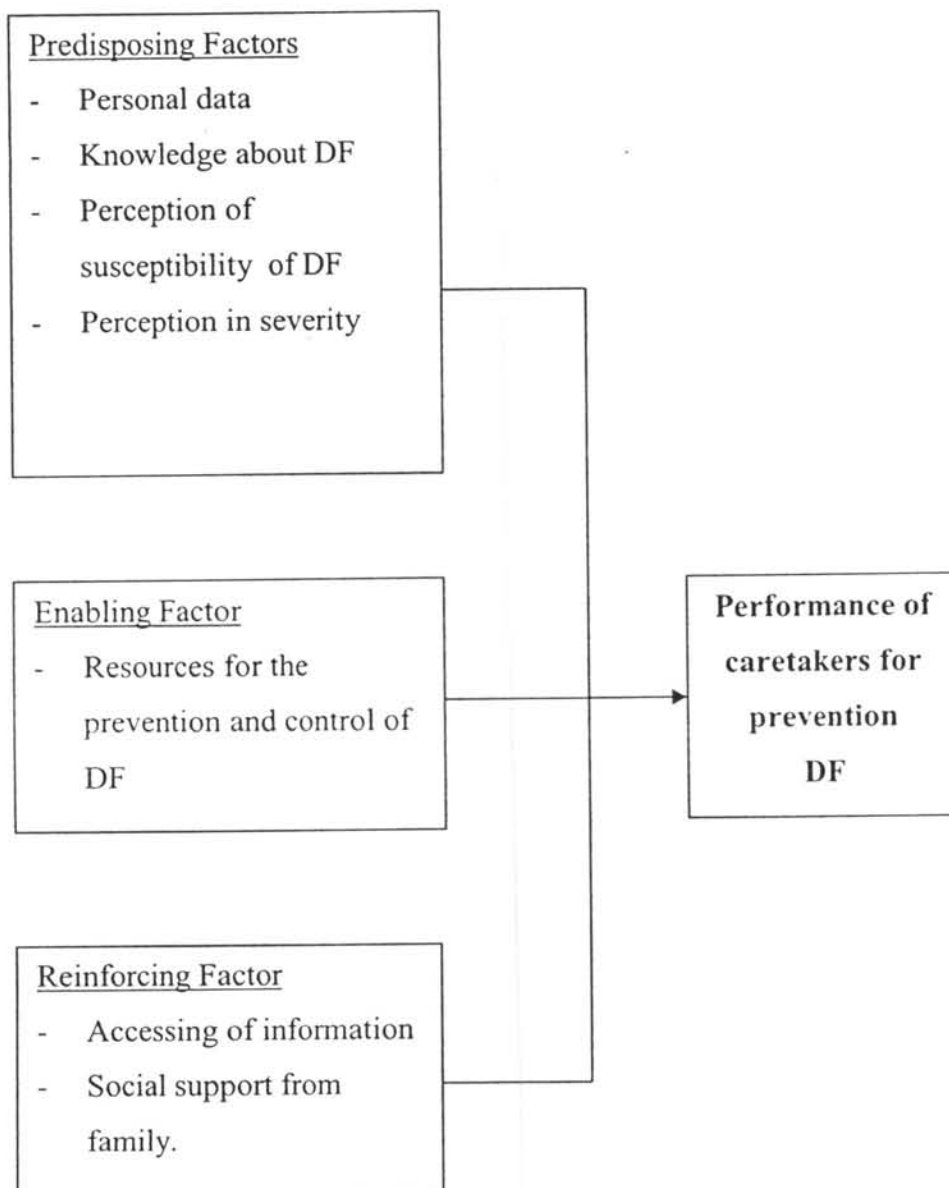 Predisposing Factors
- Personal data
- Knowledge about DF
- Perception of
susceptibility of DF
- Perception in severity
Enabling Factor
- Resources for the
prevention and control of
DF
Reinforcing Factor
- Accessing of information
- Social support from
family.
Performance of
caretakers for
prevention
DF